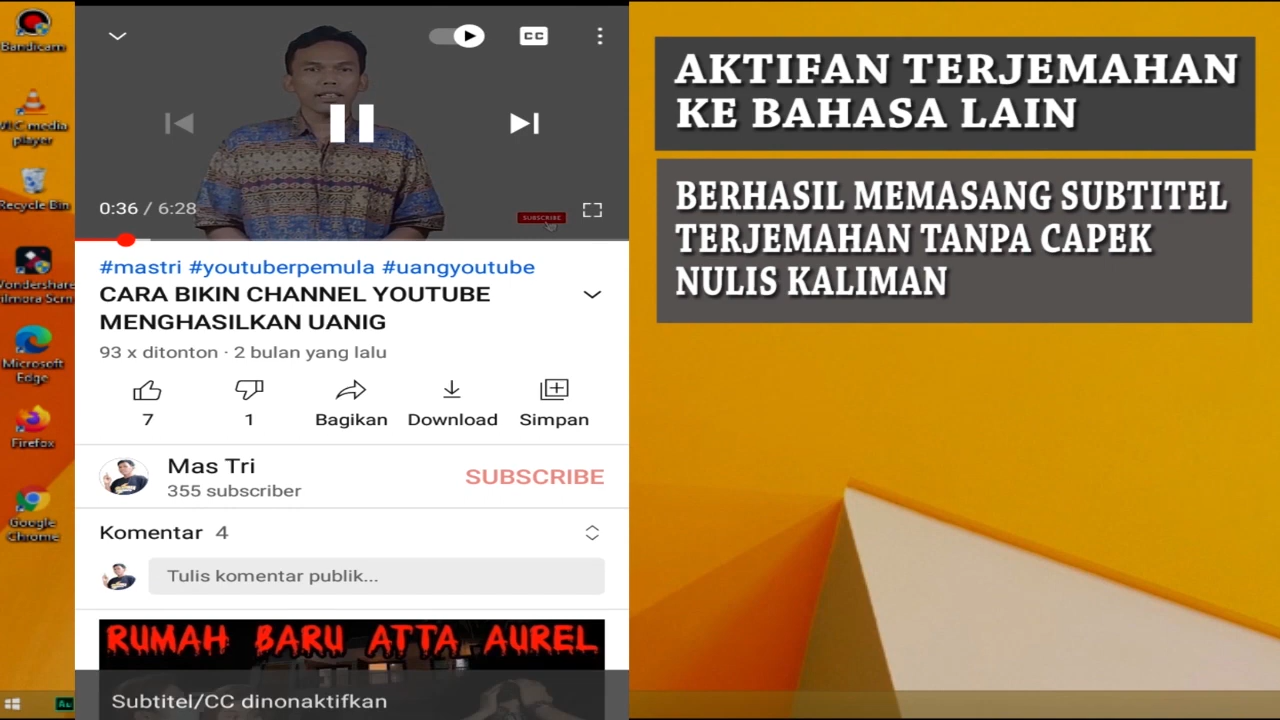 Bandicam
VLC media
player
Recycle Bin
Wondershare
Filmora Scrn
Microsoft
Edge
Firefox
Google
Chrome
Au
CC
0:36 / 6:28
SUBSCRIBE
#mastri #youtuberpemula #uangyoutube
CARA BIKIN CHANNEL YOUTUBE
MENGHASILKAN UANIG
93 x ditonton · 2 bulan yang lalu
7
1
Bagikan
Download
Simpan
Mas Tri
355 subscriber
SUBSCRIBE
Komentar 4
Tulis komentar publik...
RUMAH BARU ATTA AUREL
Subtitel/CC dinonaktifkan
AKTIFAN TERJEMAHAN
KE BAHASA LAIN
BERHASIL MEMASANG SUBTITEL
TERJEMAHAN TANPA CAPEK
NULIS KALIMAN